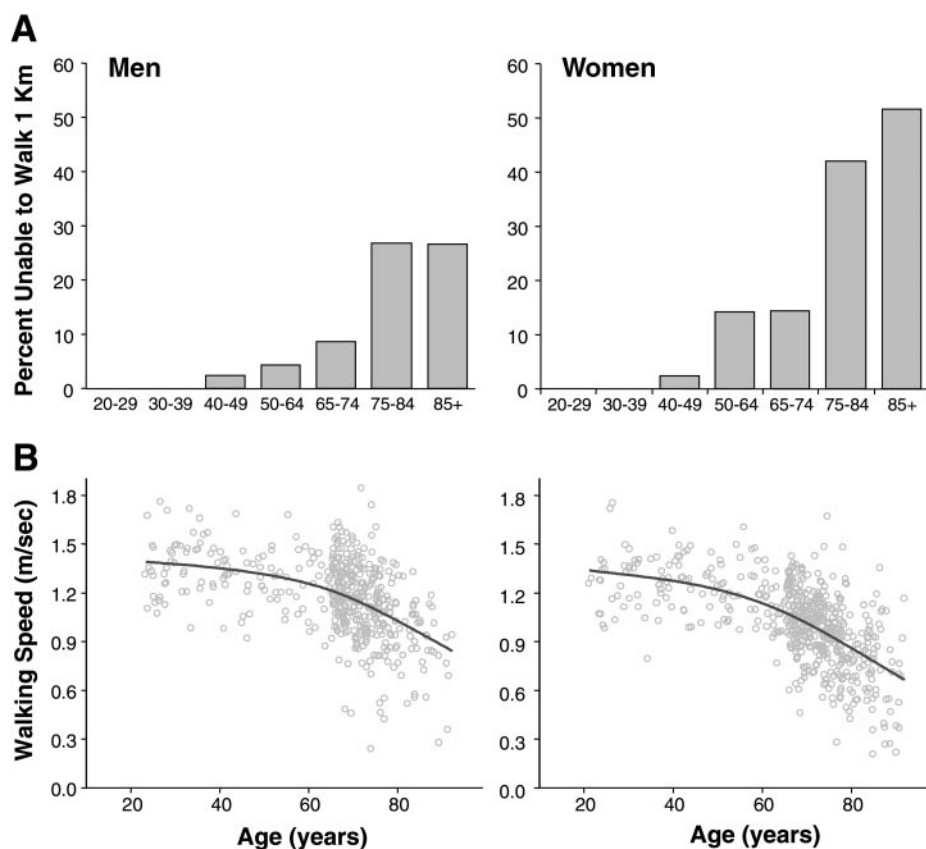 A
Men
Women
Percent Unable to Walk 1 Km
60
50
40
30
20
10
0
20-29 30-39 40-49 50-64 65-74 75-84 85+
60
50
40
30
20
10
0
20-29 30-39 40-49 50-64 65-74 75-84 85+
B
Walking Speed (m/sec)
1.8
1.5
1.2
0.9
0.6
0.3
0.0
20 40 60 80
Age (years)
1.8
1.5
1.2
0.9
0.6
0.3
0.0
20 40 60 80
Age (years)